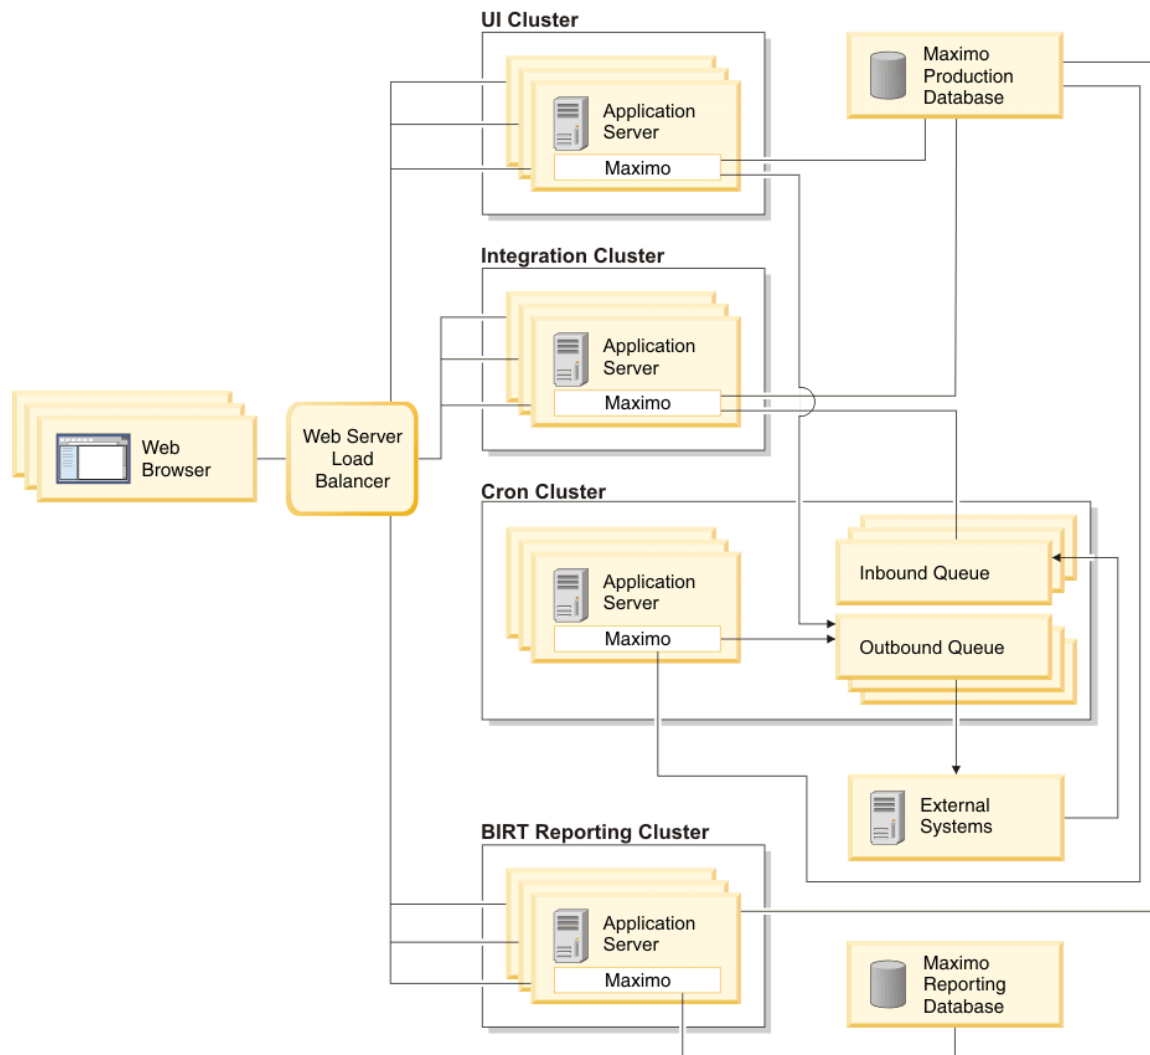 UI Cluster
Application
Server
Maximo
Maximo
Production
Database
Integration Cluster
Application
Server
Maximo
Web
Browser
Web Server
Load
Balancer
Cron Cluster
Application
Server
Maximo
Inbound Queue
Outbound Queue
External
Systems
BIRT Reporting Cluster
Application
Server
Maximo
Maximo
Reporting
Database